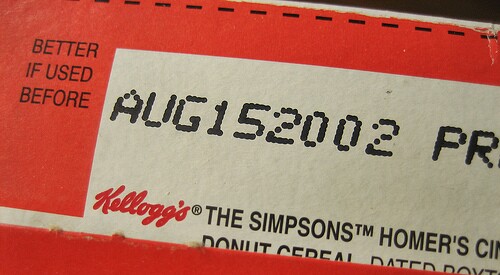 BETTER
IF USED
BEFORE
AUG152002
Kellogg's® THE SIMPSONS™ HOMER'S
DONUT CEREAL